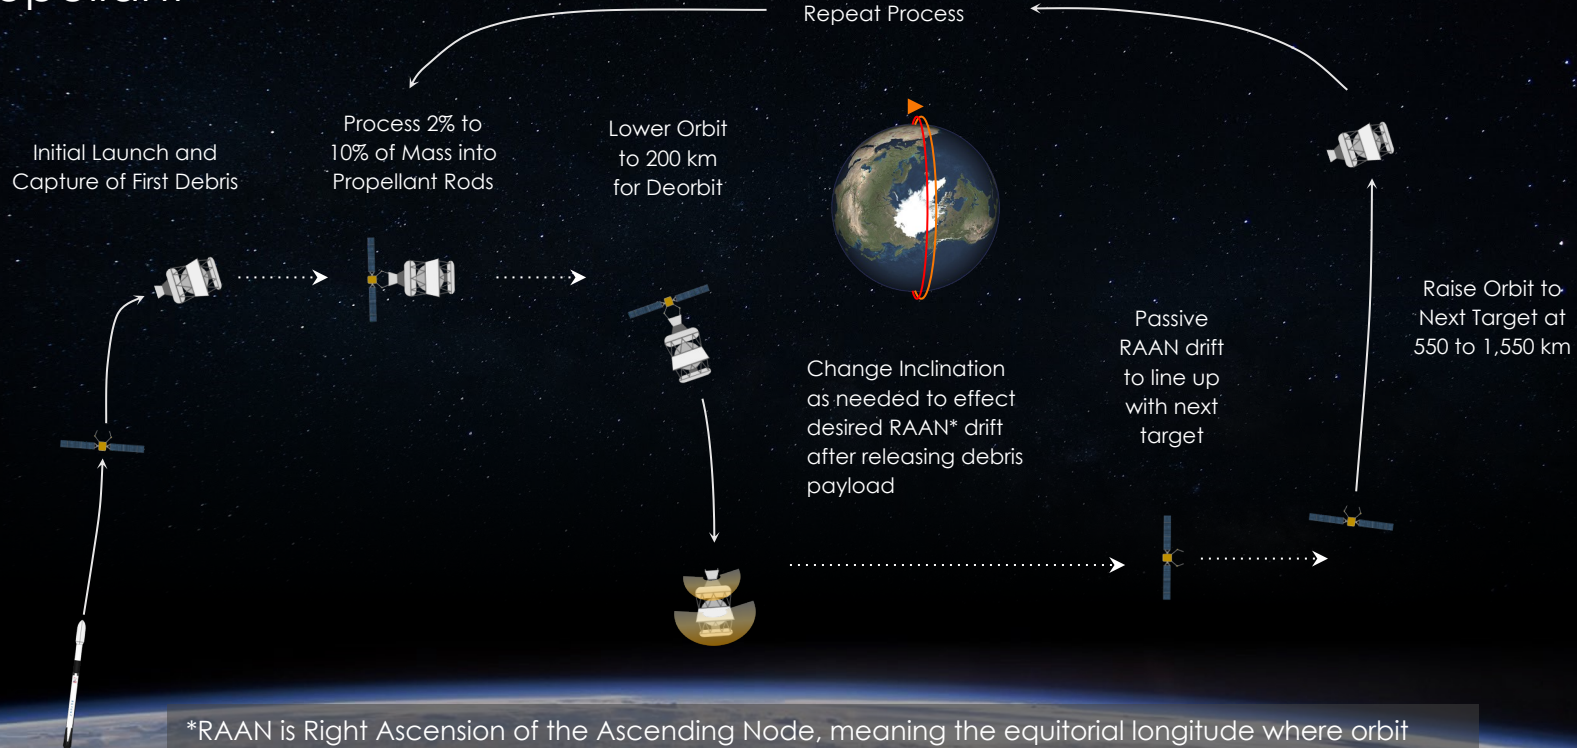 Repeat Process
Initial Launch and
Capture of First Debris
Process 2% to
10% of Mass into
Propellant Rods
Lower Orbit
to 200 km
for Deorbit
Change Inclination
as needed to effect
desired RAAN* drift
after releasing debris
payload
Passive
RAAN drift
to line up
with next
target
Raise Orbit to
Next Target at
550 to 1,550 km
*RAAN is Right Ascension of the Ascending Node, meaning the equitorial longitude where orbit